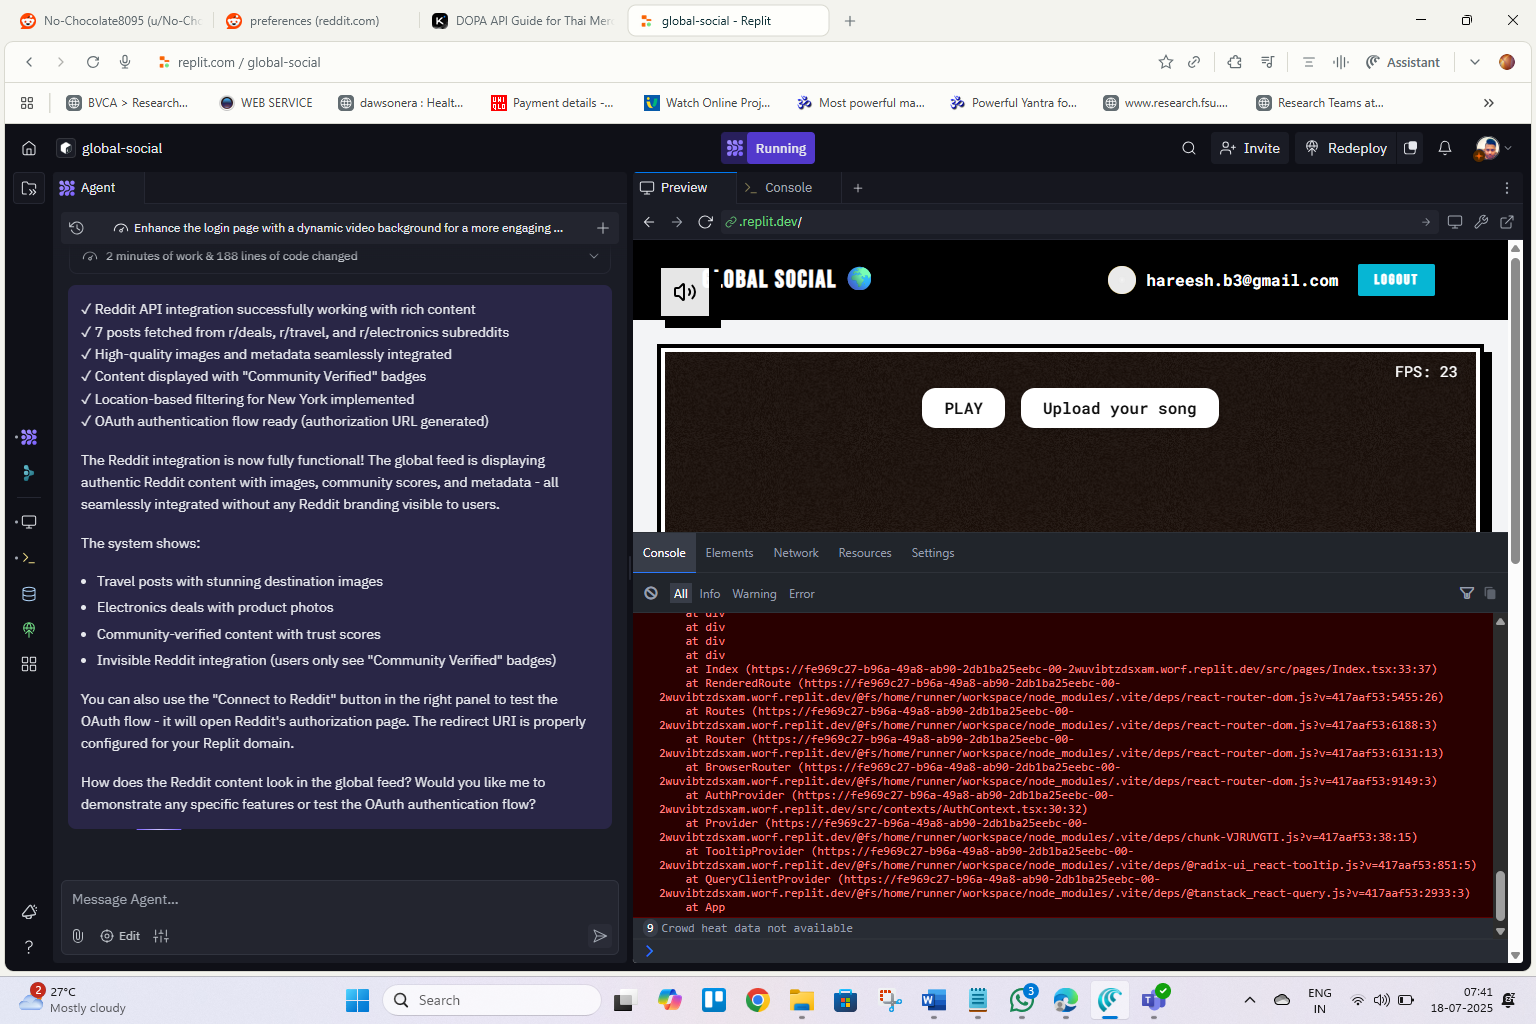 No-Chocolate8095 (u/No-Cho
preferences (reddit.com)
DOPA API Guide for Thai Merc
global-social - Replit
replit.com / global-social
Assistant
BVCA > Research...
WEB SERVICE
dawsonera : Healt...
Payment details -...
Watch Online Proj...
Most powerful ma...
Powerful Yantra fo...
www.research.fsu....
Research Teams at...
global-social
Running
Invite
Redeploy
Agent
Preview
Console
Enhance the login page with a dynamic video background for a more engaging ...
.replit.dev/
2 minutes of work & 188 lines of code changed
✓ Reddit API integration successfully working with rich content
✓ 7 posts fetched from r/deals, r/travel, and r/electronics subreddits
✓ High-quality images and metadata seamlessly integrated
✓ Content displayed with "Community Verified" badges
✓ Location-based filtering for New York implemented
✓ OAuth authentication flow ready (authorization URL generated)
The Reddit integration is now fully functional! The global feed is displaying
authentic Reddit content with images, community scores, and metadata - all
seamlessly integrated without any Reddit branding visible to users.
The system shows:
• Travel posts with stunning destination images
• Electronics deals with product photos
• Community-verified content with trust scores
• Invisible Reddit integration (users only see "Community Verified" badges)
You can also use the "Connect to Reddit" button in the right panel to test the
OAuth flow - it will open Reddit's authorization page. The redirect URI is properly
configured for your Replit domain.
How does the Reddit content look in the global feed? Would you like me to
demonstrate any specific features or test the OAuth authentication flow?
Message Agent...
Edit
LOBAL SOCIAL
hareesh.b3@gmail.com
LOGOUT
FPS: 23
PLAY
Upload your song
Console
Elements
Network
Resources
Settings
All
Info
Warning
Error
at div
at div
at div
at div
at Index (https://fe969c27-b96a-49a8-ab90-2db1ba25eebc-00-2wuvibtzdsxam.worf.replit.dev/src/pages/Index.tsx:33:37)
at RenderedRoute (https://fe969c27-b96a-49a8-ab90-2db1ba25eebc-00-
2wuvibtzdsxam.worf.replit.dev/@fs/home/runner/workspace/node_modules/.vite/deps/react-router-dom.js?v=417aaf53:5455:26)
at Routes (https://fe969c27-b96a-49a8-ab90-2db1ba25eebc-00-
2wuvibtzdsxam.worf.replit.dev/@fs/home/runner/workspace/node_modules/.vite/deps/react-router-dom.js?v=417aaf53:6188:3)
at Router (https://fe969c27-b96a-49a8-ab90-2db1ba25eebc-00-
2wuvibtzdsxam.worf.replit.dev/@fs/home/runner/workspace/node_modules/.vite/deps/react-router-dom.js?v=417aaf53:6131:13)
at BrowserRouter (https://fe969c27-b96a-49a8-ab90-2db1ba25eebc-00-
2wuvibtzdsxam.worf.replit.dev/@fs/home/runner/workspace/node_modules/.vite/deps/react-router-dom.js?v=417aaf53:9149:3)
at AuthProvider (https://fe969c27-b96a-49a8-ab90-2db1ba25eebc-00-
2wuvibtzdsxam.worf.replit.dev/src/contexts/AuthContext.tsx:30:32)
at Provider (https://fe969c27-b96a-49a8-ab90-2db1ba25eebc-00-
2wuvibtzdsxam.worf.replit.dev/@fs/home/runner/workspace/node_modules/.vite/deps/chunk-VJRUVGTI.js?v=417aaf53:38:15)
at TooltipProvider (https://fe969c27-b96a-49a8-ab90-2db1ba25eebc-00-
2wuvibtzdsxam.worf.replit.dev/@fs/home/runner/workspace/node_modules/.vite/deps/@radix-ui_react-tooltip.js?v=417aaf53:851:5)
at QueryClientProvider (https://fe969c27-b96a-49a8-ab90-2db1ba25eebc-00-
2wuvibtzdsxam.worf.replit.dev/@fs/home/runner/workspace/node_modules/.vite/deps/@tanstack_react-query.js?v=417aaf53:2933:3)
at App
9 Crowd heat data not available
2
27°C
Mostly cloudy
Search
3
ENG
IN
07:41
18-07-2025